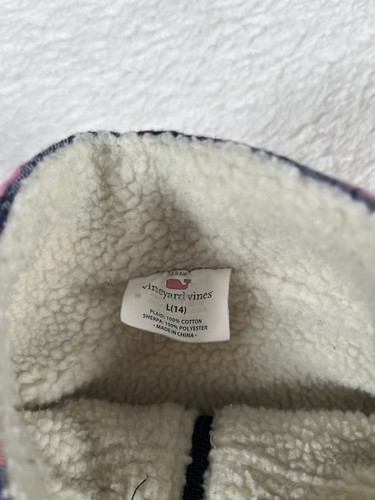 vineyard vines
L(14)
PLAID: 100% COTTON
SHERPA: 100% POLYESTER
• MADE IN CHINA •